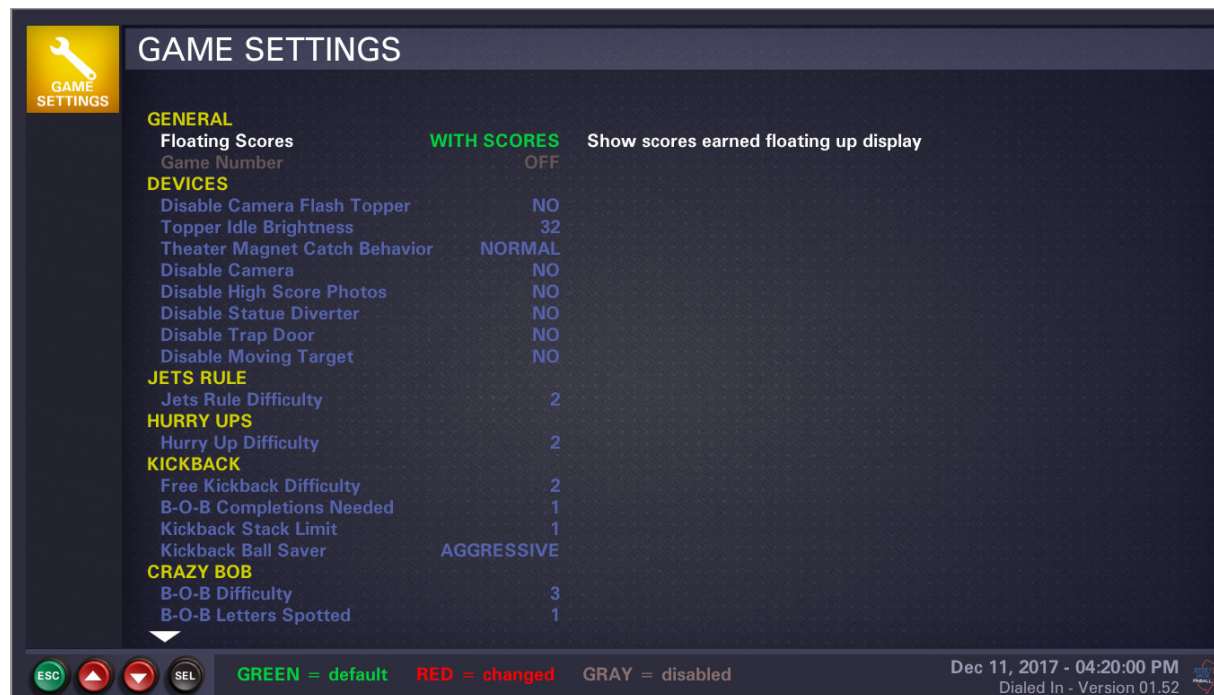 GAME SETTINGS
GAME
SETTINGS
GENERAL
Floating Scores WITH SCORES Show scores earned floating up display
Game Number OFF
DEVICES
Disable Camera Flash Topper NO
Topper Idle Brightness 32
Theater Magnet Catch Behavior NORMAL
Disable Camera NO
Disable High Score Photos NO
Disable Statue Diverter NO
Disable Trap Door NO
Disable Moving Target NO
JETS RULE
Jets Rule Difficulty 2
HURRY UPS
Hurry Up Difficulty 2
KICKBACK
Free Kickback Difficulty 2
B-O-B Completions Needed 1
Kickback Stack Limit 1
Kickback Ball Saver AGGRESSIVE
CRAZY BOB
B-O-B Difficulty 3
B-O-B Letters Spotted 1
ESC SEL GREEN = default RED = changed GRAY = disabled
Dec 11, 2017 - 04:20:00 PM
Dialed In - Version 01.52